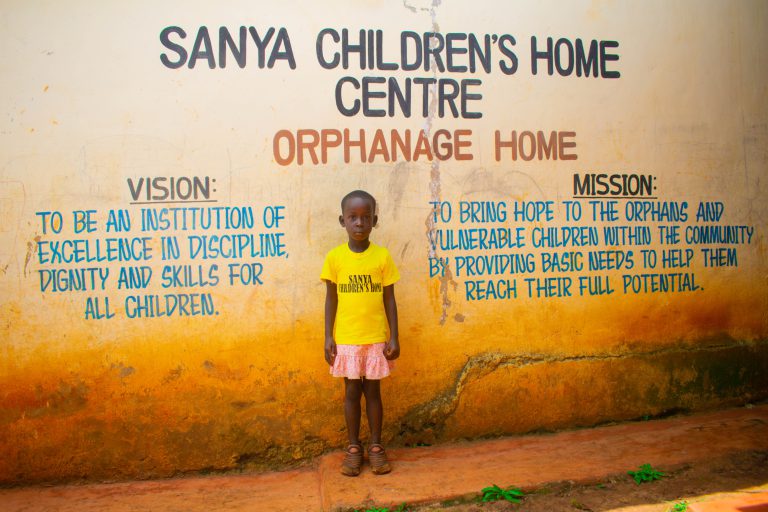 SANYA CHILDREN'S HOME
CENTRE
ORPHANAGE HOME
VISION:
TO BE AN INSTITUTION OF
EXCELLENCE IN DISCIPLINE,
DIGNITY AND SKILLS FOR
ALL CHILDREN.
MISSION:
TO BRING HOPE TO THE ORPHANS AND
VULNERABLE CHILDREN WITHIN THE COMMUNITY
BY PROVIDING BASIC NEEDS TO HELP THEM
REACH THEIR FULL POTENTIAL.
SANYA
CHILDREN'S HOME